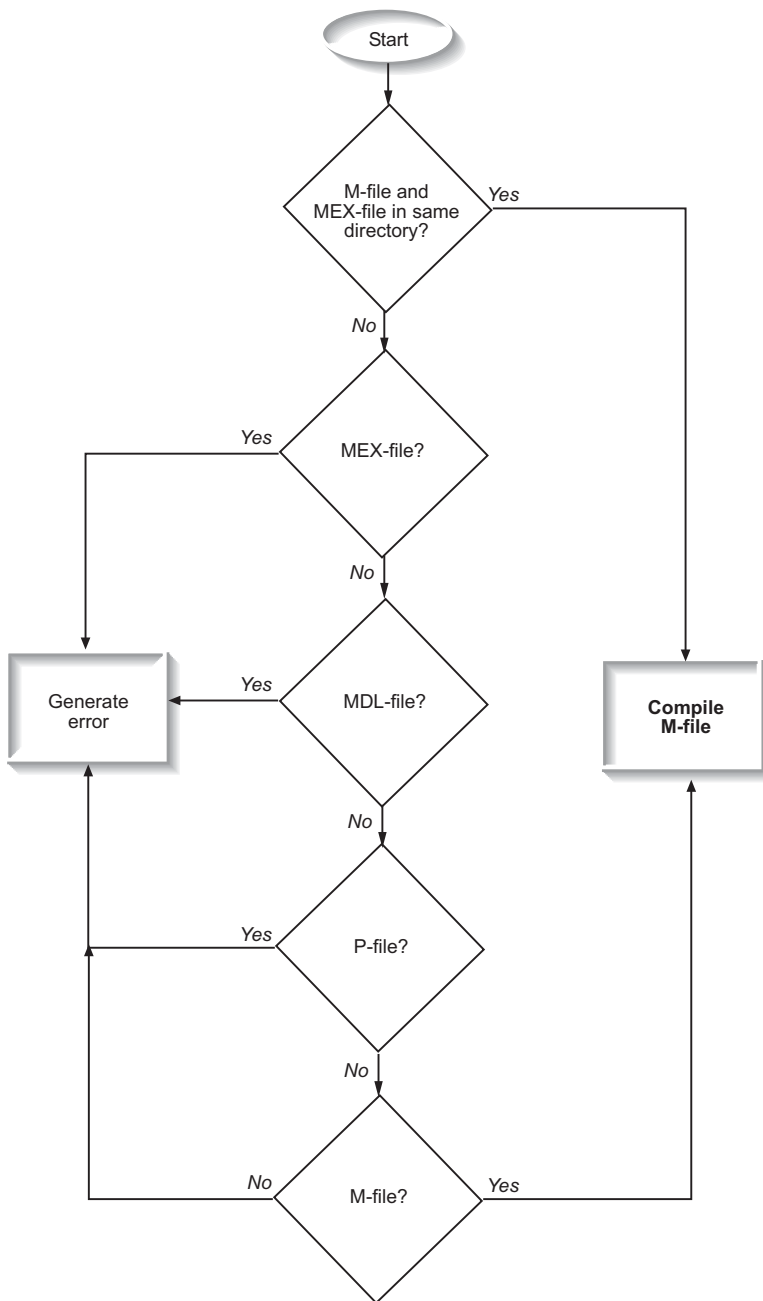 Start
M-file and
MEX-file in same
directory?
Yes
No
Yes
MEX-file?
No
Generate
error
Yes
MDL-file?
Compile
M-file
No
Yes
P-file?
No
No
M-file?
Yes